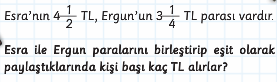 Esra'nın 4 1/2 TL, Ergun'un 3 1/4 TL parası vardır.
Esra ile Ergun paralarını birleştirip eşit olarak
paylaştıklarında kişi başı kaç TL alırlar?